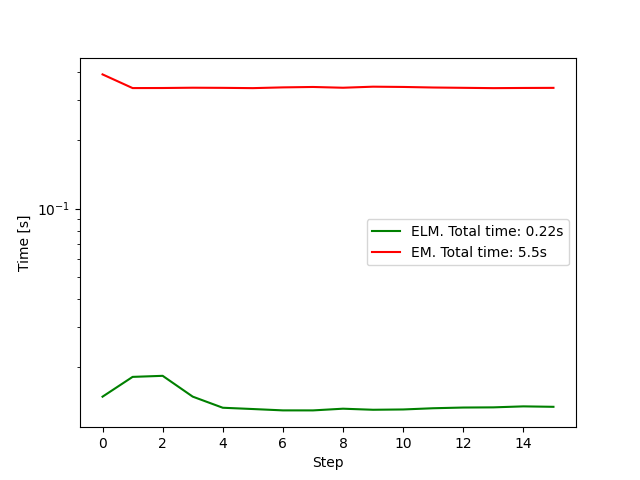 Time [s]
10⁻¹
ELM. Total time: 0.22s
EM. Total time: 5.5s
0 2 4 6 8 10 12 14
Step